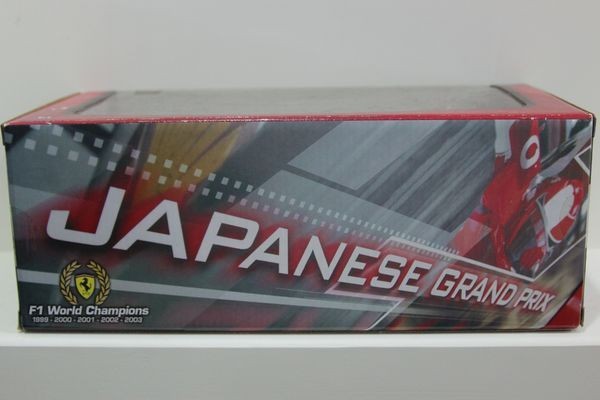 JAPANESE GRAND PRIX
F1 World Champions
1999 - 2000 - 2001 - 2002 - 2003